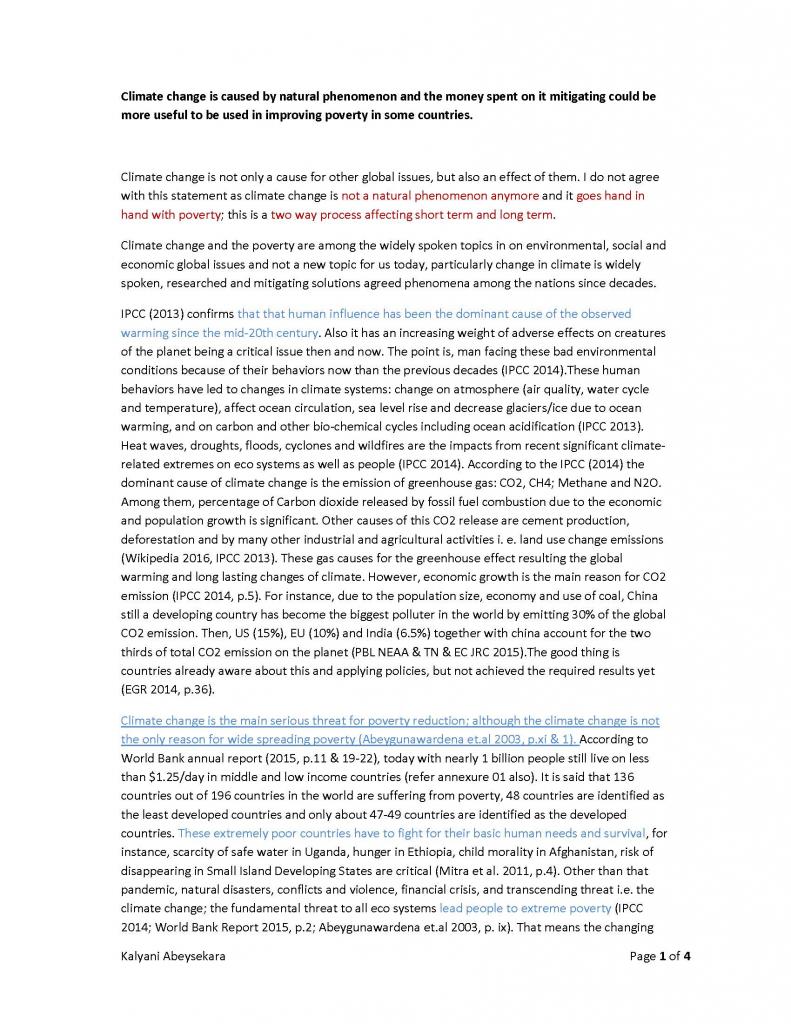 Climate change is caused by natural phenomenon and the money spent on it mitigating could be
more useful to be used in improving poverty in some countries.
Climate change is not only a cause for other global issues, but also an effect of them. I do not agree
with this statement as climate change is not a natural phenomenon anymore and it goes hand in
hand with poverty; this is a two way process affecting short term and long term.
Climate change and the poverty are among the widely spoken topics in on environmental, social and
economic global issues and not a new topic for us today, particularly change in climate is widely
spoken, researched and mitigating solutions agreed phenomena among the nations since decades.
IPCC (2013) confirms that that human influence has been the dominant cause of the observed
warming since the mid-20th century. Also it has an increasing weight of adverse effects on creatures
of the planet being a critical issue then and now. The point is, man facing these bad environmental
conditions because of their behaviors now than the previous decades (IPCC 2014).These human
behaviors have led to changes in climate systems: change on atmosphere (air quality, water cycle
and temperature), affect ocean circulation, sea level rise and decrease glaciers/ice due to ocean
warming, and on carbon and other bio-chemical cycles including ocean acidification (IPCC 2013).
Heat waves, droughts, floods, cyclones and wildfires are the impacts from recent significant climate-
related extremes on eco systems as well as people (IPCC 2014). According to the IPCC (2014) the
dominant cause of climate change is the emission of greenhouse gas: CO2, CH4; Methane and N2O.
Among them, percentage of Carbon dioxide released by fossil fuel combustion due to the economic
and population growth is significant. Other causes of this CO2 release are cement production,
deforestation and by many other industrial and agricultural activities i. e. land use change emissions
(Wikipedia 2016, IPCC 2013). These gas causes for the greenhouse effect resulting the global
warming and long lasting changes of climate. However, economic growth is the main reason for CO2
emission (IPCC 2014, p.5). For instance, due to the population size, economy and use of coal, China
still a developing country has become the biggest polluter in the world by emitting 30% of the global
CO2 emission. Then, US (15%), EU (10%) and India (6.5%) together with china account for the two
thirds of total CO2 emission on the planet (PBL NEAA & TN & EC JRC 2015).The good thing is
countries already aware about this and applying policies, but not achieved the required results yet
(EGR 2014, p.36).
Climate change is the main serious threat for poverty reduction; although the climate change is not
the only reason for wide spreading poverty (Abeygunawardena et.al 2003, p.xi & 1). According to
World Bank annual report (2015, p.11 & 19-22), today with nearly 1 billion people still live on less
than $1.25/day in middle and low income countries (refer annexure 01 also). It is said that 136
countries out of 196 countries in the world are suffering from poverty, 48 countries are identified as
the least developed countries and only about 47-49 countries are identified as the developed
countries. These extremely poor countries have to fight for their basic human needs and survival, for
instance, scarcity of safe water in Uganda, hunger in Ethiopia, child morality in Afghanistan, risk of
disappearing in Small Island Developing States are critical (Mitra et al. 2011, p.4). Other than that
pandemic, natural disasters, conflicts and violence, financial crisis, and transcending threat i.e. the
climate change; the fundamental threat to all eco systems lead people to extreme poverty (IPCC
2014; World Bank Report 2015, p.2; Abeygunawardena et.al 2003, p. ix). That means the changing
Kalyani Abeysekara Page 1 of 4